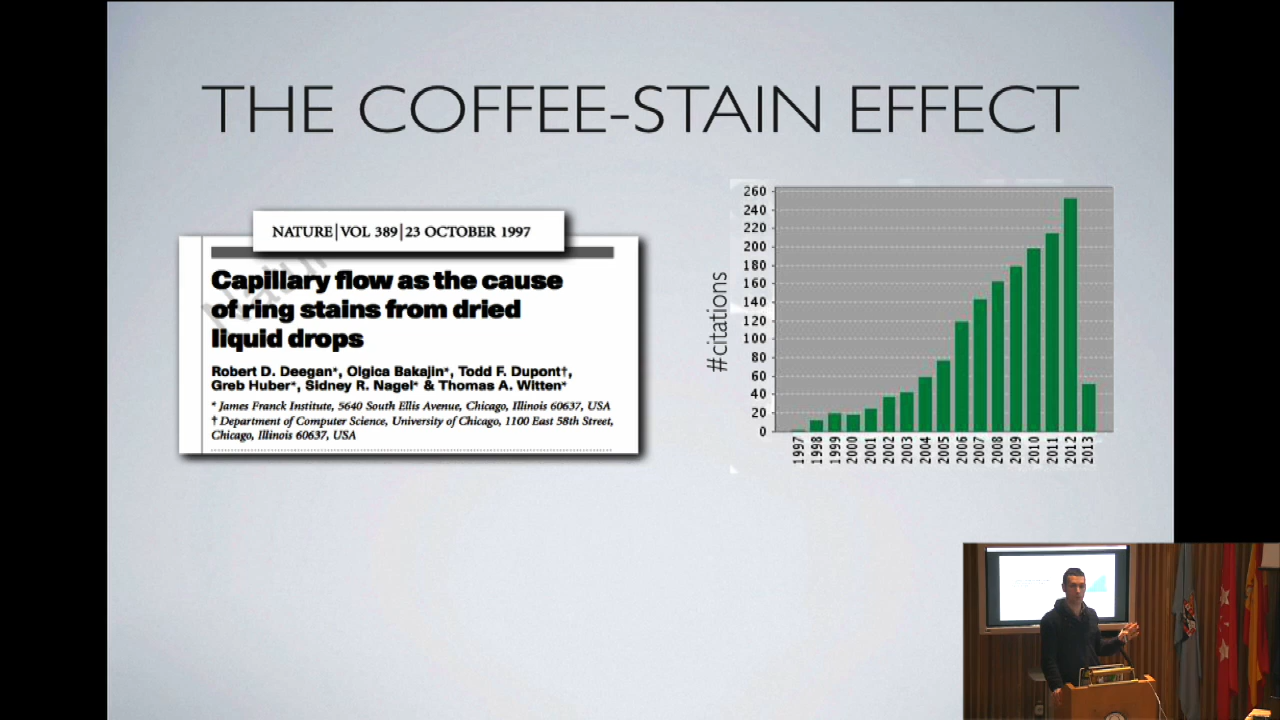 THE COFFEE-STAIN EFFECT
NATURE|VOL 389|23 OCTOBER 1997
Capillary flow as the cause
of ring stains from dried
liquid drops
Robert D. Deegan*, Olgica Bakajin*, Todd F. Dupont†,
Greb Huber*, Sidney R. Nagel* & Thomas A. Witten*
* James Franck Institute, 5640 South Ellis Avenue, Chicago, Illinois 60637, USA
† Department of Computer Science, University of Chicago, 1100 East 58th Street,
Chicago, Illinois 60637, USA
#citations
260
240
220
200
180
160
140
120
100
80
60
40
20
0
1997
1998
1999
2000
2001
2002
2003
2004
2005
2006
2007
2008
2009
2010
2011
2012
2013